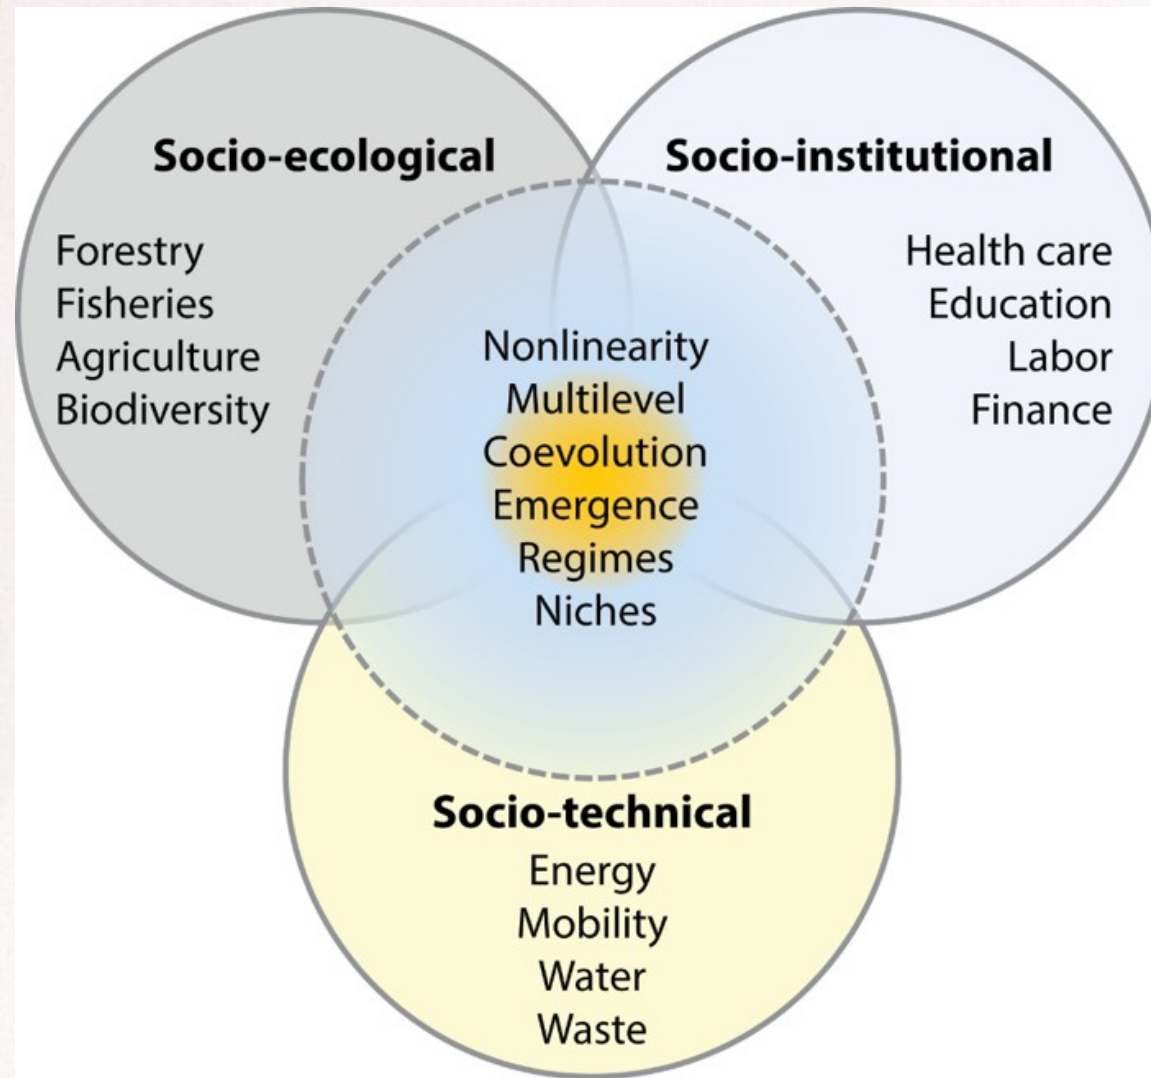 Socio-ecological
Forestry
Fisheries
Agriculture
Biodiversity
Socio-institutional
Health care
Education
Labor
Finance
Nonlinearity
Multilevel
Coevolution
Emergence
Regimes
Niches
Socio-technical
Energy
Mobility
Water
Waste